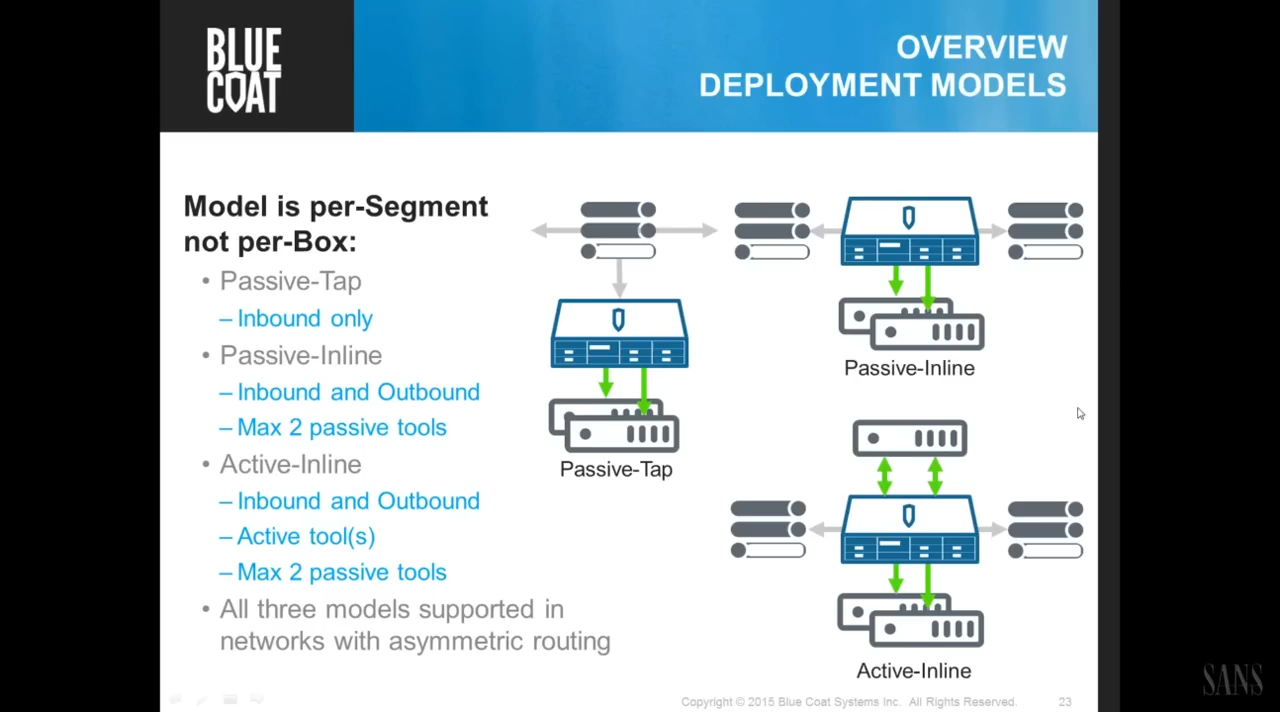 BLUE
COAT
OVERVIEW
DEPLOYMENT MODELS
Model is per-Segment
not per-Box:
• Passive-Tap
– Inbound only
• Passive-Inline
– Inbound and Outbound
– Max 2 passive tools
• Active-Inline
– Inbound and Outbound
– Active tool(s)
– Max 2 passive tools
• All three models supported in
networks with asymmetric routing
Passive-Tap
Passive-Inline
Active-Inline
Copyright © 2015 Blue Coat Systems Inc. All Rights Reserved. 23
SANS